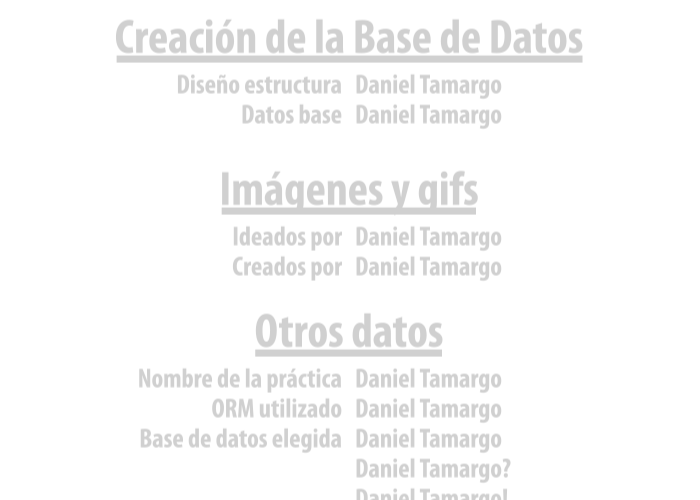 Creación de la Base de Datos
Diseño estructura Daniel Tamargo
Datos base Daniel Tamargo
Imágenes y gifs
Ideados por Daniel Tamargo
Creados por Daniel Tamargo
Otros datos
Nombre de la práctica Daniel Tamargo
ORM utilizado Daniel Tamargo
Base de datos elegida Daniel Tamargo
Daniel Tamargo?
Daniel Tamargo!